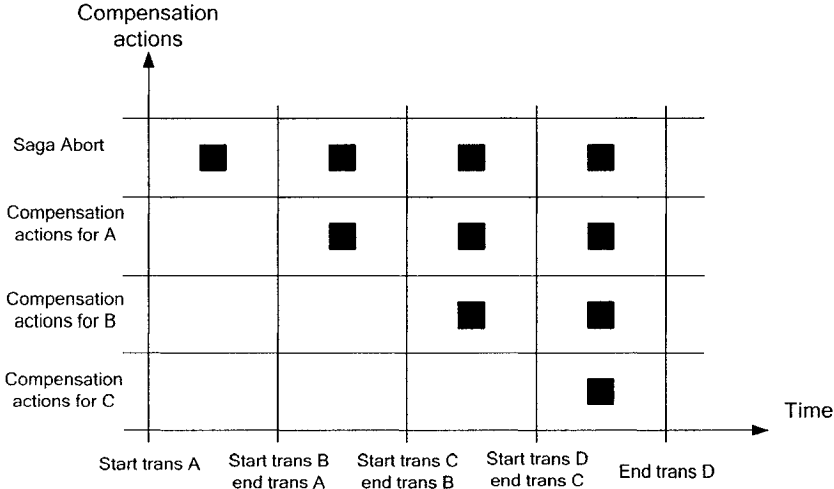 Compensation
actions
Saga Abort
Compensation
actions for A
Compensation
actions for B
Compensation
actions for C
Time
Start trans A
Start trans B
end trans A
Start trans C
end trans B
Start trans D
end trans C
End trans D